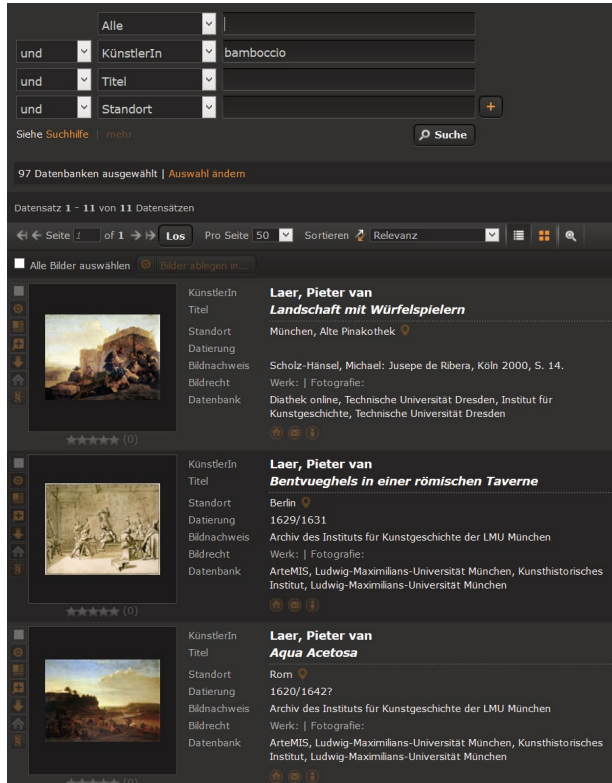 Alle
und KünstlerIn bamboccio
und Titel
und Standort +
Siehe Suchhilfe | mehr Suche
97 Datenbanken ausgewählt | Auswahl ändern
Datensatz 1 - 11 von 11 Datensätzen
Seite 1 of 1 Los Pro Seite 50 Sortieren Relevanz
Alle Bilder auswählen Bilder ablegen in...
KünstlerIn Laer, Pieter van
Titel Landschaft mit Würfelspielern
Standort München, Alte Pinakothek
Datierung
Bildnachweis Scholz-Hänsel, Michael: Jusepe de Ribera, Köln 2000, S. 14.
Bildrecht Werk: | Fotografie:
Datenbank Diathek online, Technische Universität Dresden, Institut für
Kunstgeschichte, Technische Universität Dresden
(0)
KünstlerIn Laer, Pieter van
Titel Bentvueghels in einer römischen Taverne
Standort Berlin
Datierung 1629/1631
Bildnachweis Archiv des Instituts für Kunstgeschichte der LMU München
Bildrecht Werk: | Fotografie:
Datenbank ArteMIS, Ludwig-Maximilians-Universität München, Kunsthistorisches
Institut, Ludwig-Maximilians-Universität München
(0)
KünstlerIn Laer, Pieter van
Titel Aqua Acetosa
Standort Rom
Datierung 1620/1642?
Bildnachweis Archiv des Instituts für Kunstgeschichte der LMU München
Bildrecht Werk: | Fotografie:
Datenbank ArteMIS, Ludwig-Maximilians-Universität München, Kunsthistorisches
Institut, Ludwig-Maximilians-Universität München
(0)